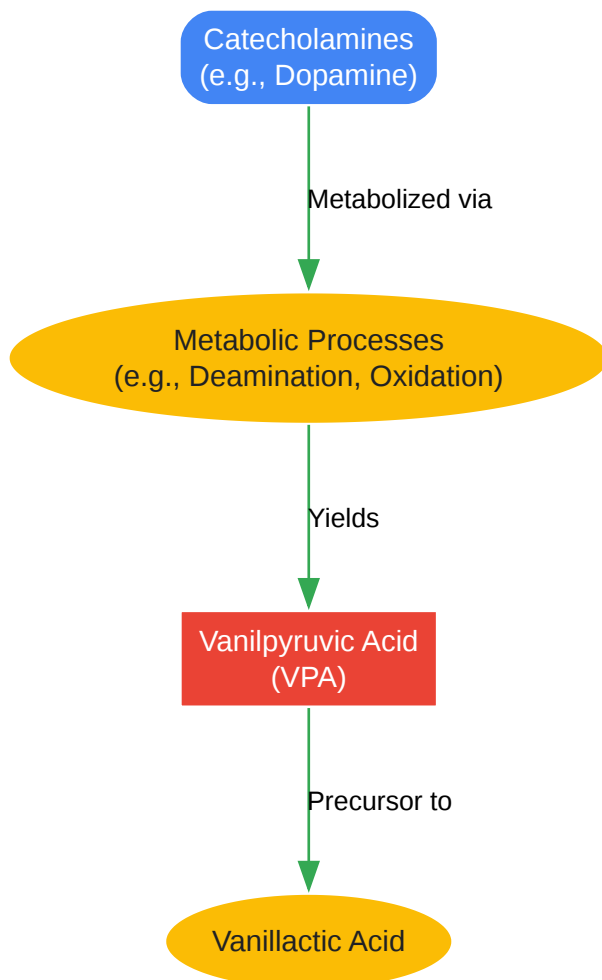 Catecholamines
(e.g., Dopamine)
Metabolized via
Metabolic Processes
(e.g., Deamination, Oxidation)
Yields
Vanilpyruvic Acid
(VPA)
Precursor to
Vanillactic Acid